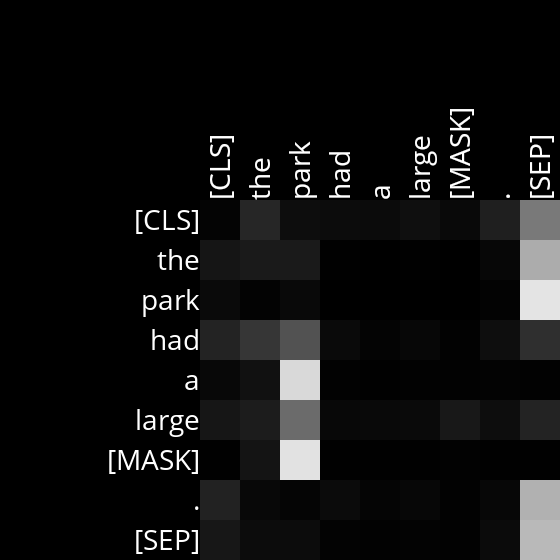 [CLS] the park had a large [MASK] . [SEP]
[CLS]
the
park
had
a
large
[MASK]
.
[SEP]